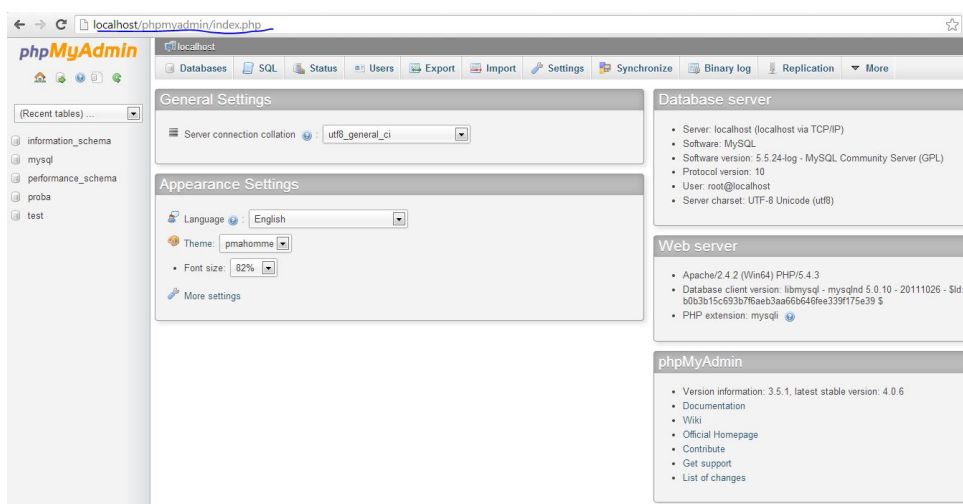 localhost/phpmyadmin/index.php
phpMyAdmin
(Recent tables) ...
information_schema
mysql
performance_schema
proba
test
localhost
Databases SQL Status Users Export Import Settings Synchronize Binary log Replication More
General Settings
Server connection collation : utf8_general_ci
Appearance Settings
Language : English
Theme: pmahomme
Font size: 82%
More settings
Database server
Server: localhost (localhost via TCP/IP)
Software: MySQL
Software version: 5.5.24-log - MySQL Community Server (GPL)
Protocol version: 10
User: root@localhost
Server charset: UTF-8 Unicode (utf8)
Web server
Apache/2.4.2 (Win64) PHP/5.4.3
Database client version: libmysql - mysqlnd 5.0.10 - 20111026 - $Id:
b0b3b15c693b7f6aeb3aa66b646fee339f175e39 $
PHP extension: mysqli
phpMyAdmin
Version information: 3.5.1, latest stable version: 4.0.6
Documentation
Wiki
Official Homepage
Contribute
Get support
List of changes